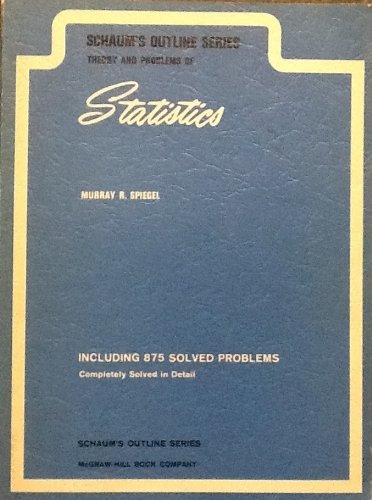 SCHAUM'S OUTLINE SERIES
THEORY AND PROBLEMS OF
Statistics
MURRAY R. SPIEGEL
INCLUDING 875 SOLVED PROBLEMS
Completely Solved in Detail
SCHAUM'S OUTLINE SERIES
McGRAW-HILL BOOK COMPANY